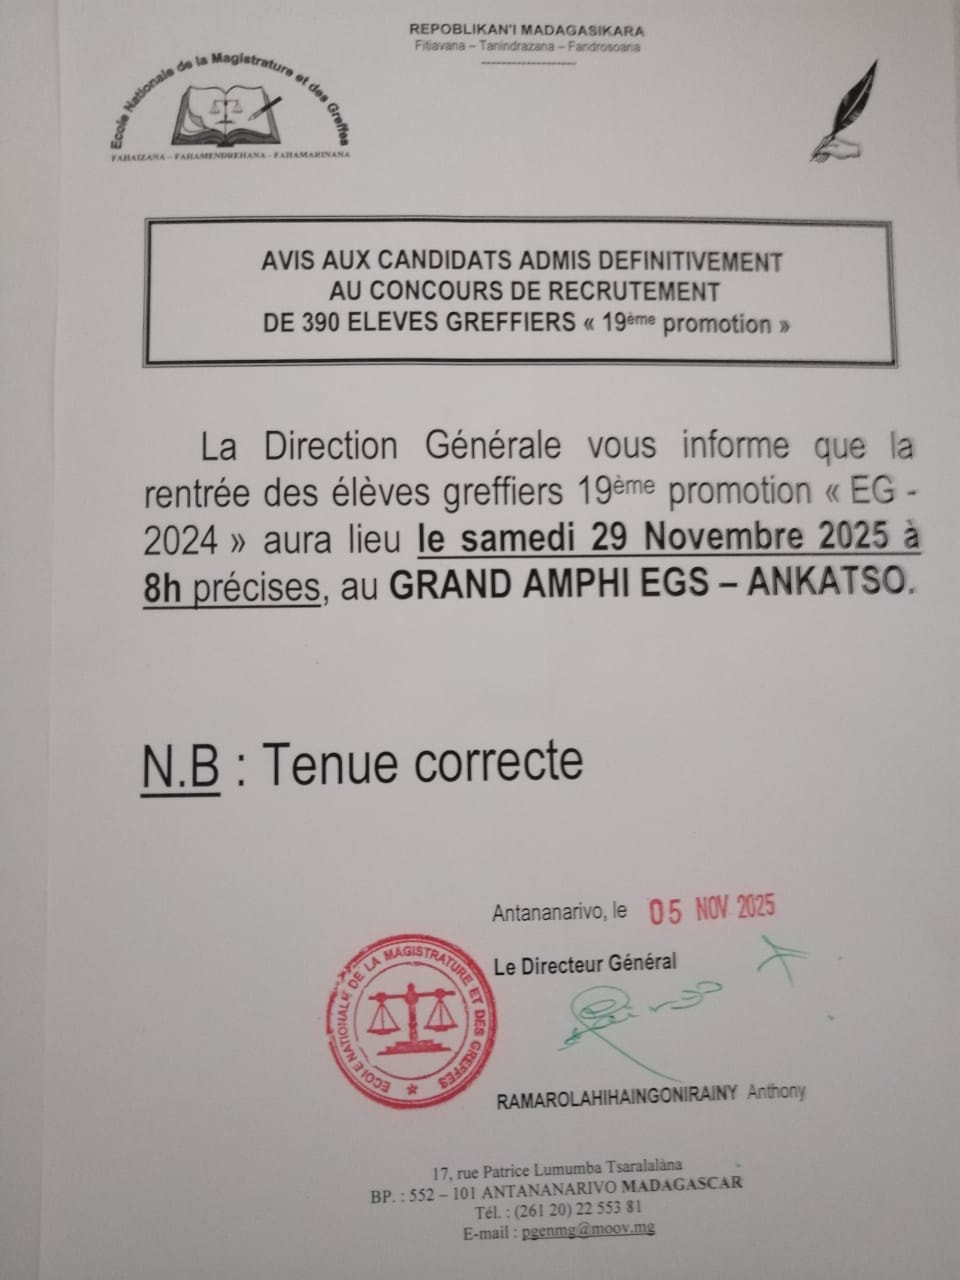 REPOBLIKAN'I MADAGASIKARA
Fitiavana – Tanindrazana – Fandrosoana
Ecole Nationale de la Magistrature et des Greffes
FAHAIZANA – FAHAMENDREHANA - FAHAMARINANA
AVIS AUX CANDIDATS ADMIS DEFINITIVEMENT
AU CONCOURS DE RECRUTEMENT
DE 390 ELEVES GREFFIERS « 19ème promotion »
La Direction Générale vous informe que la
rentrée des élèves greffiers 19ème promotion « EG -
2024 » aura lieu le samedi 29 Novembre 2025 à
8h précises, au GRAND AMPHI EGS – ANKATSO.
N.B : Tenue correcte
Antananarivo, le 05 NOV 2025
Le Directeur Général
ECOLE NATIONALE DE LA MAGISTRATURE ET DES GREFFES
RAMAROLAHIHAINGONIRAINY Anthony
17, rue Patrice Lumumba Tsaralalàna
BP. : 552 – 101 ANTANANARIVO MADAGASCAR
Tél. : (261 20) 22 553 81
E-mail : pgenmg@moov.mg